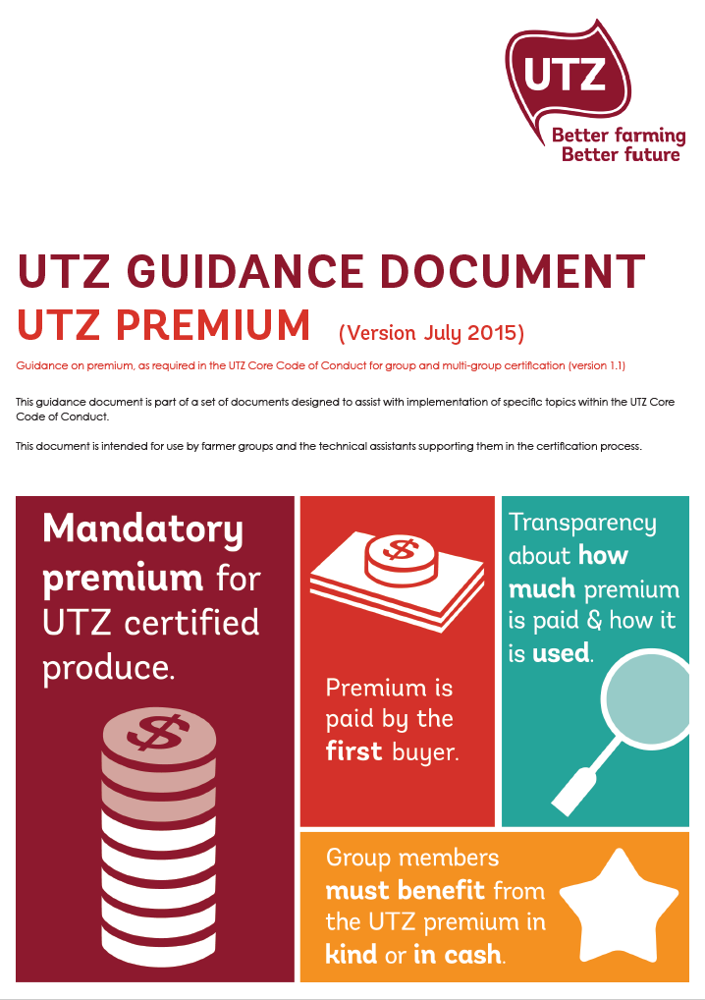 UTZ
Better farming
Better future
UTZ GUIDANCE DOCUMENT
UTZ PREMIUM (Version July 2015)
Guidance on premium, as required in the UTZ Core Code of Conduct for group and multi-group certification (version 1.1)
This guidance document is part of a set of documents designed to assist with implementation of specific topics within the UTZ Core
Code of Conduct.
This document is intended for use by farmer groups and the technical assistants supporting them in the certification process.
Mandatory
premium for
UTZ certified
produce.
$
$
Premium is
paid by the
first buyer.
Transparency
about how
much premium
is paid & how it
is used.
Group members
must benefit from
the UTZ premium in
kind or in cash.